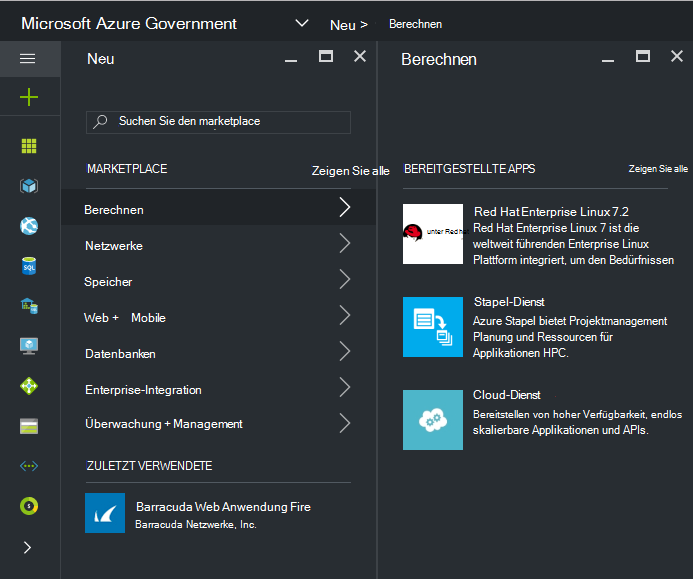 Microsoft Azure Government
Neu >
Berechnen
Neu
Suchen Sie den marketplace
MARKETPLACE
Zeigen Sie alle
Berechnen
Netzwerke
Speicher
Web + Mobile
Datenbanken
Enterprise-Integration
Überwachung + Management
ZULETZT VERWENDETE
Barracuda Web Anwendung Fire
Barracuda Netzwerke, Inc.
Berechnen
BEREITGESTELLTE APPS
Zeigen Sie alle
unter Red hat
Red Hat Enterprise Linux 7.2
Red Hat Enterprise Linux 7 ist die
weltweit führenden Enterprise Linux
Plattform integriert, um den Bedürfnissen
Stapel-Dienst
Azure Stapel bietet Projektmanagement
Planung und Ressourcen für
Applikationen HPC.
Cloud-Dienst
Bereitstellen von hoher Verfügbarkeit, endlos
skalierbare Applikationen und APIs.
SQL